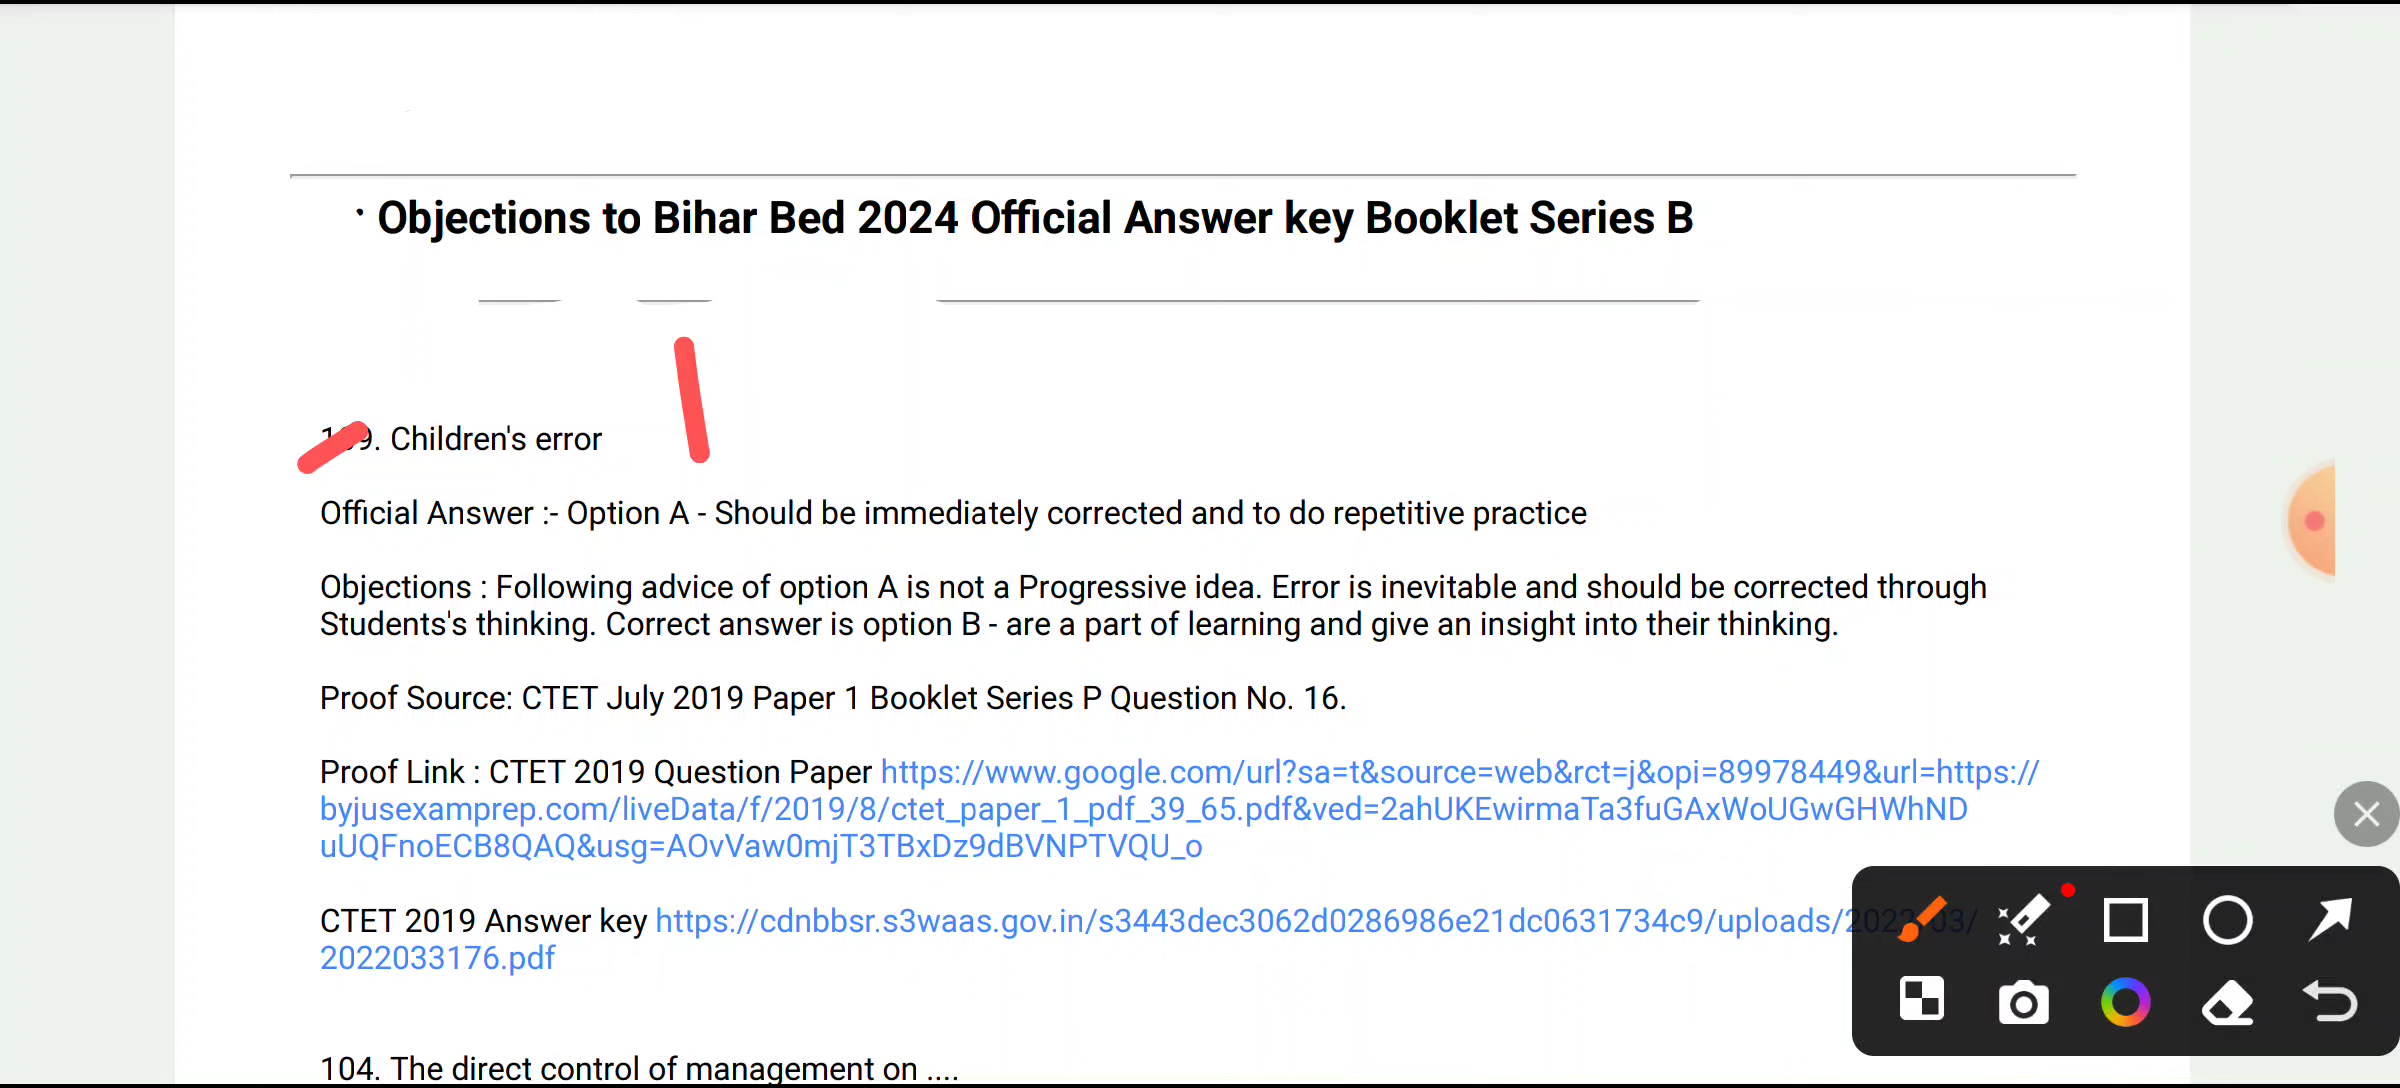 Objections to Bihar Bed 2024 Official Answer key Booklet Series B
Children's error
Official Answer :- Option A - Should be immediately corrected and to do repetitive practice
Objections : Following advice of option A is not a Progressive idea. Error is inevitable and should be corrected through
Students's thinking. Correct answer is option B - are a part of learning and give an insight into their thinking.
Proof Source: CTET July 2019 Paper 1 Booklet Series P Question No. 16.
Proof Link : CTET 2019 Question Paper https://www.google.com/url?sa=t&source=web&rct=j&opi=89978449&url=https://
byjusexamprep.com/liveData/f/2019/8/ctet_paper_1_pdf_39_65.pdf&ved=2ahUKEwirmaTa3fuGAxWoUGwGHWhND
uUQFnoECB8QAQ&usg=AOvVaw0mjT3TBxDz9dBVNPTVQU_o
CTET 2019 Answer key https://cdnbbsr.s3waas.gov.in/s3443dec3062d0286986e21dc0631734c9/uploads/
2022033176.pdf
104. The direct control of management on ....